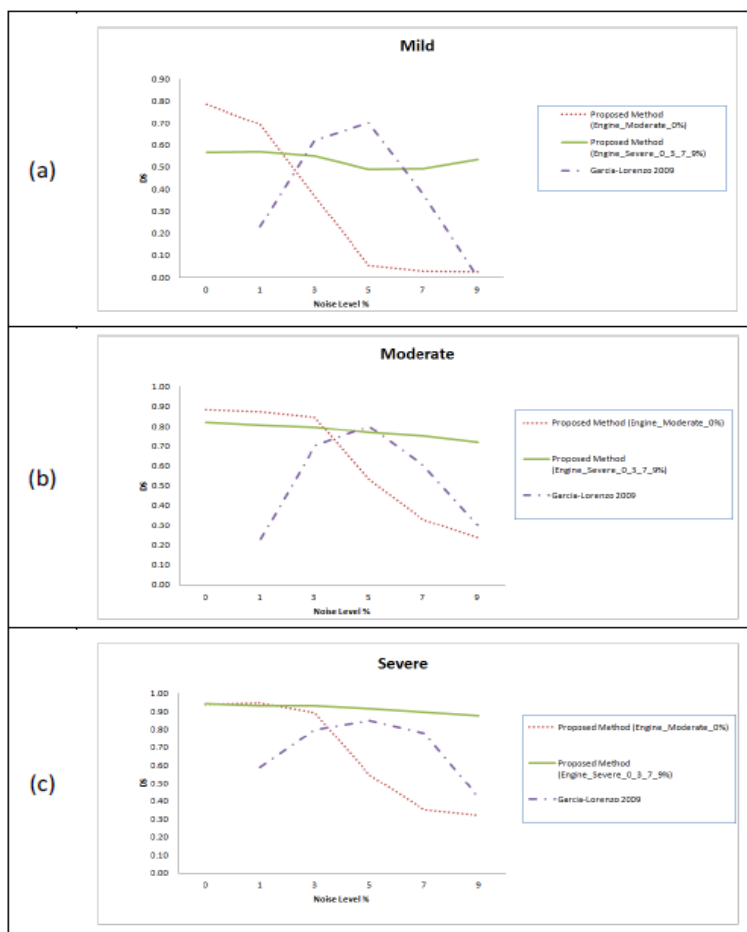 (a)
Mild
0.90
0.80
0.70
0.60
0.50
0.40
0.30
0.20
0.10
0.00
DS
0 1 3 5 7 9
Noise Level %
Proposed Method
(Engine_Moderate_0%)
Proposed Method
(Engine_Severe_0_3_7_9%)
Garcia-Lorenzo 2009
(b)
Moderate
1.00
0.90
0.80
0.70
0.60
0.50
0.40
0.30
0.20
0.10
0.00
DS
0 1 3 5 7 9
Noise Level %
Proposed Method (Engine_Moderate_0%)
Proposed Method
(Engine_Severe_0_3_7_9%)
Garcia-Lorenzo 2009
(c)
Severe
1.00
0.90
0.80
0.70
0.60
0.50
0.40
0.30
0.20
0.10
0.00
DS
0 1 3 5 7 9
Noise Level %
Proposed Method (Engine_Moderate_0%)
Proposed Method
(Engine_Severe_0_3_7_9%)
Garcia-Lorenzo 2009